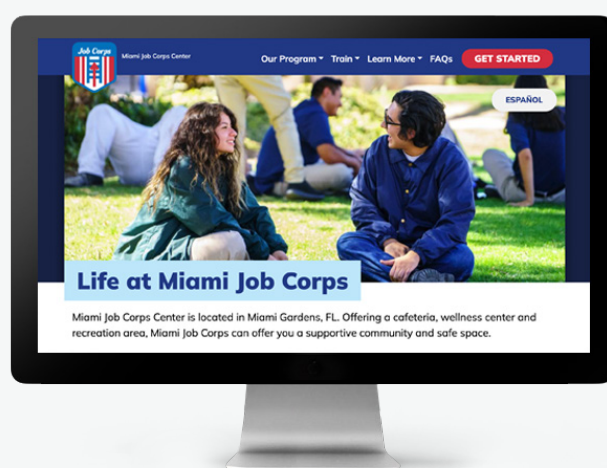 Job Corps
Miami Job Corps Center
Our Program
Train
Learn More
FAQs
GET STARTED
ESPAÑOL
Life at Miami Job Corps
Miami Job Corps Center is located in Miami Gardens, FL. Offering a cafeteria, wellness center and
recreation area, Miami Job Corps can offer you a supportive community and safe space.